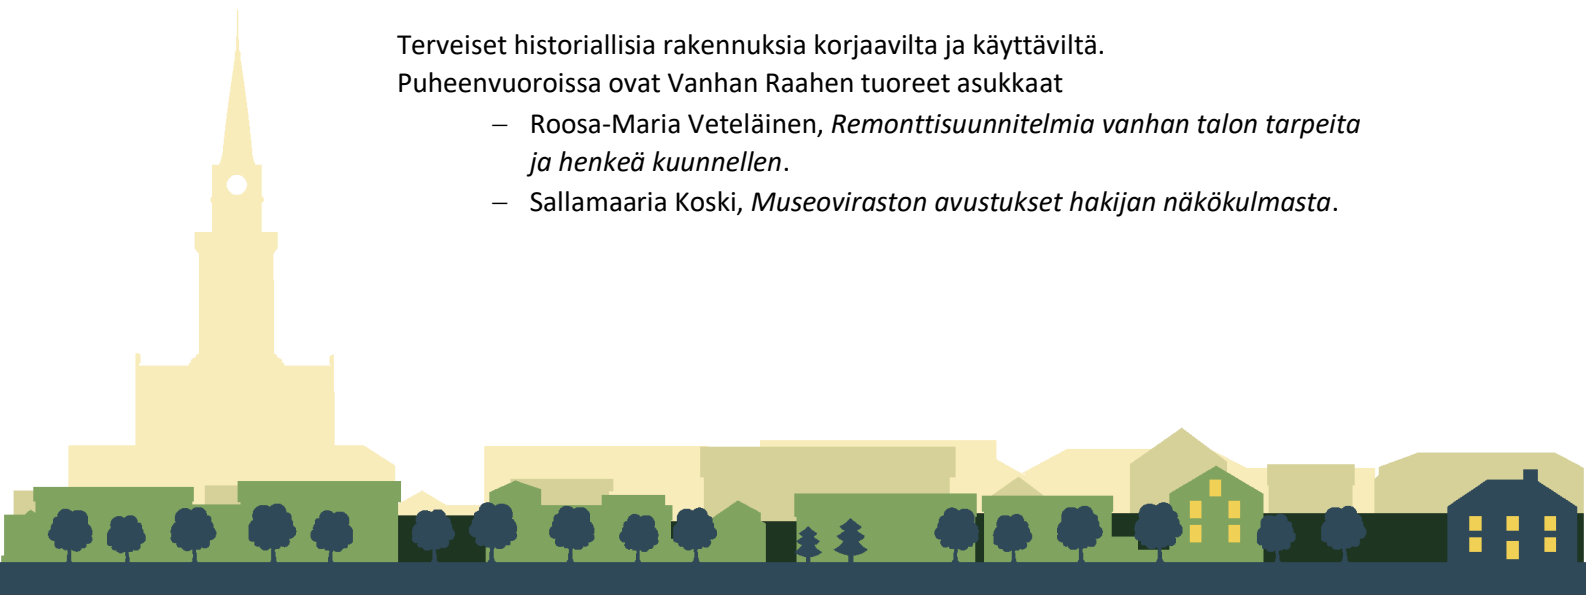 Terveiset historiallisia rakennuksia korjaavilta ja käyttäviltä.
Puheenvuoroissa ovat Vanhan Raahen tuoreet asukkaat
– Roosa-Maria Veteläinen, Remonttisuunnitelmia vanhan talon tarpeita
ja henkeä kuunnellen.
– Sallamaaria Koski, Museoviraston avustukset hakijan näkökulmasta.